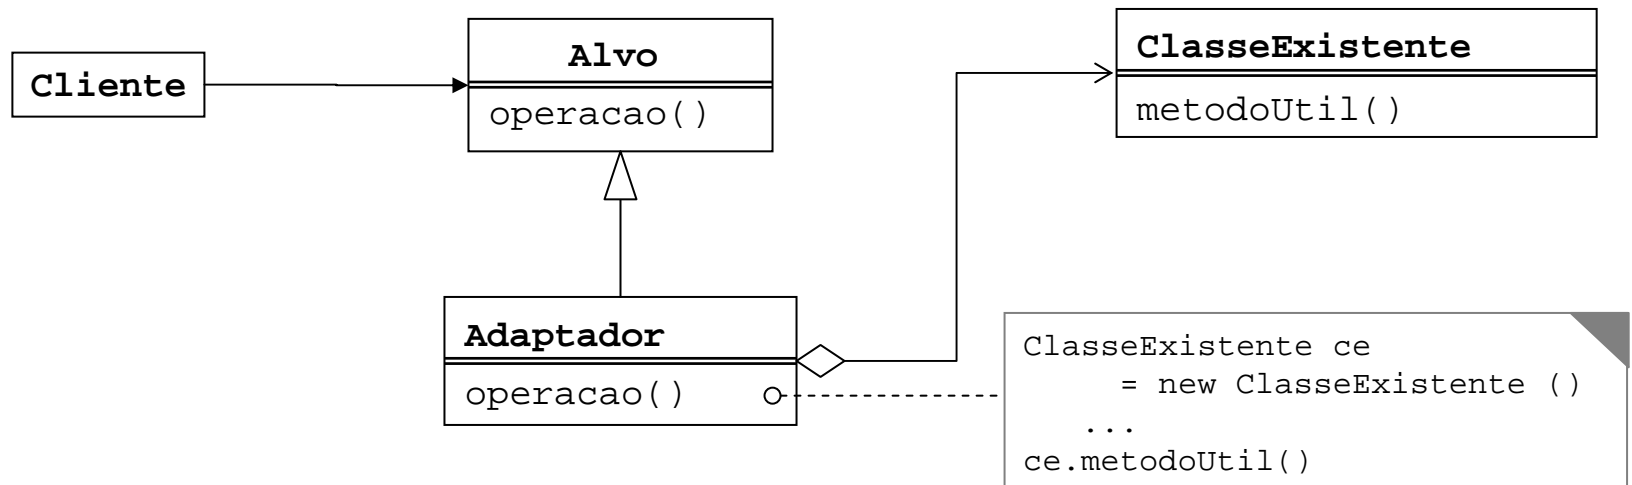 Cliente
Alvo
operacao()
ClasseExistente
metodoUtil()
Adaptador
operacao()
ClasseExistente ce
= new ClasseExistente ()
...
ce.metodoUtil()